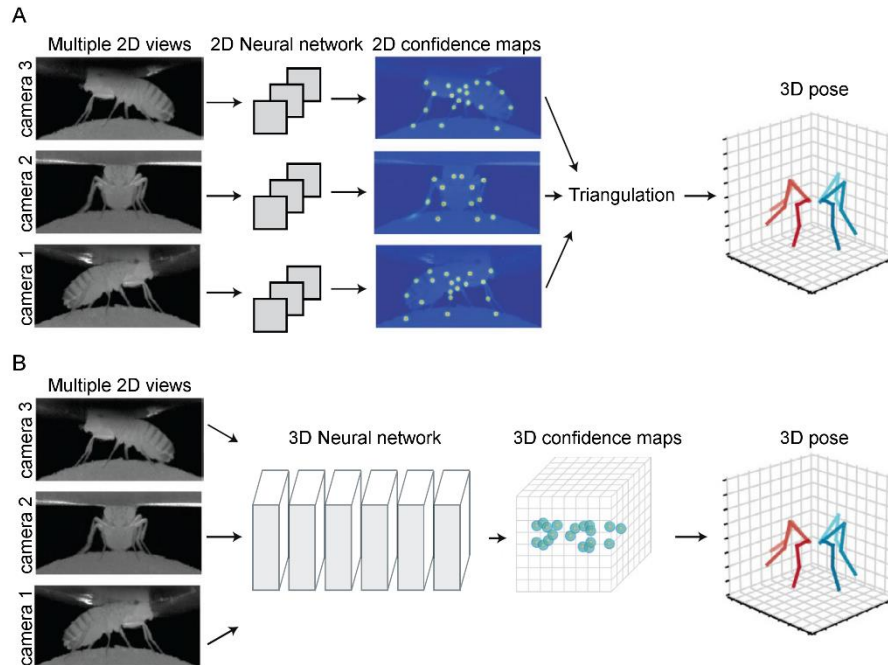 A
Multiple 2D views
2D Neural network
2D confidence maps
3D pose
camera 3
camera 2
camera 1
Triangulation
B
Multiple 2D views
3D Neural network
3D confidence maps
3D pose
camera 3
camera 2
camera 1